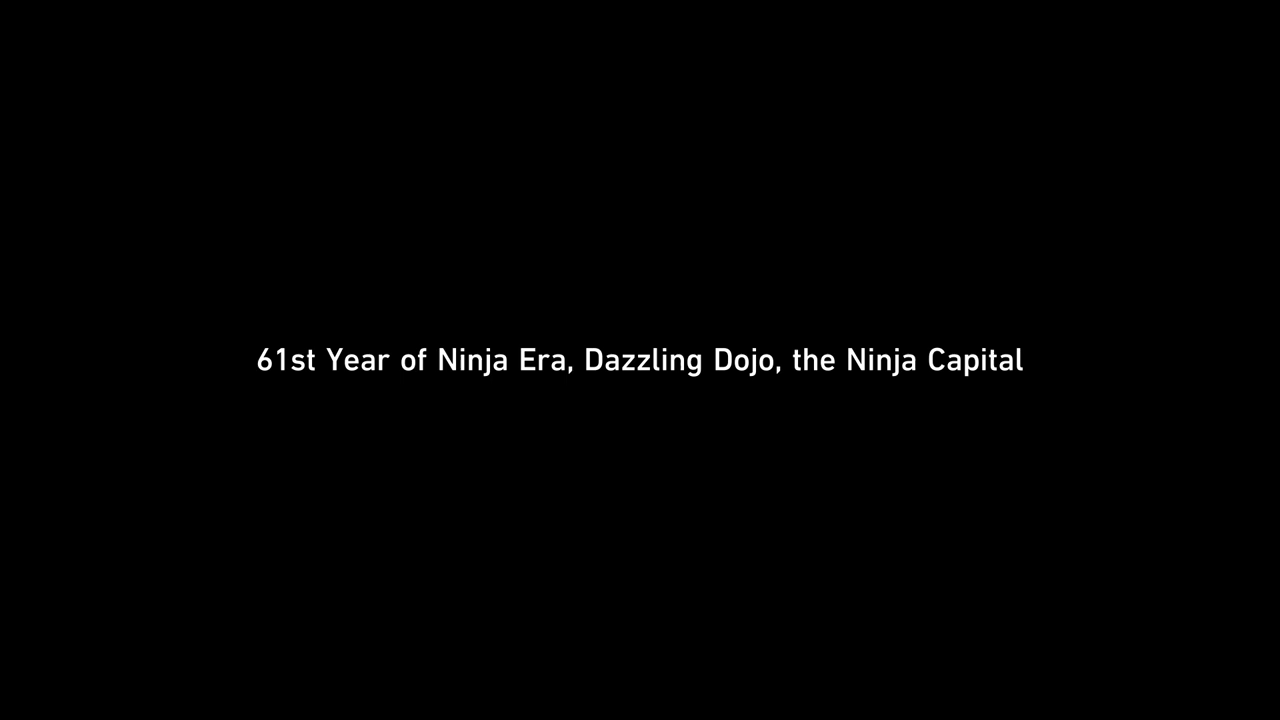 61st Year of Ninja Era, Dazzling Dojo, the Ninja Capital